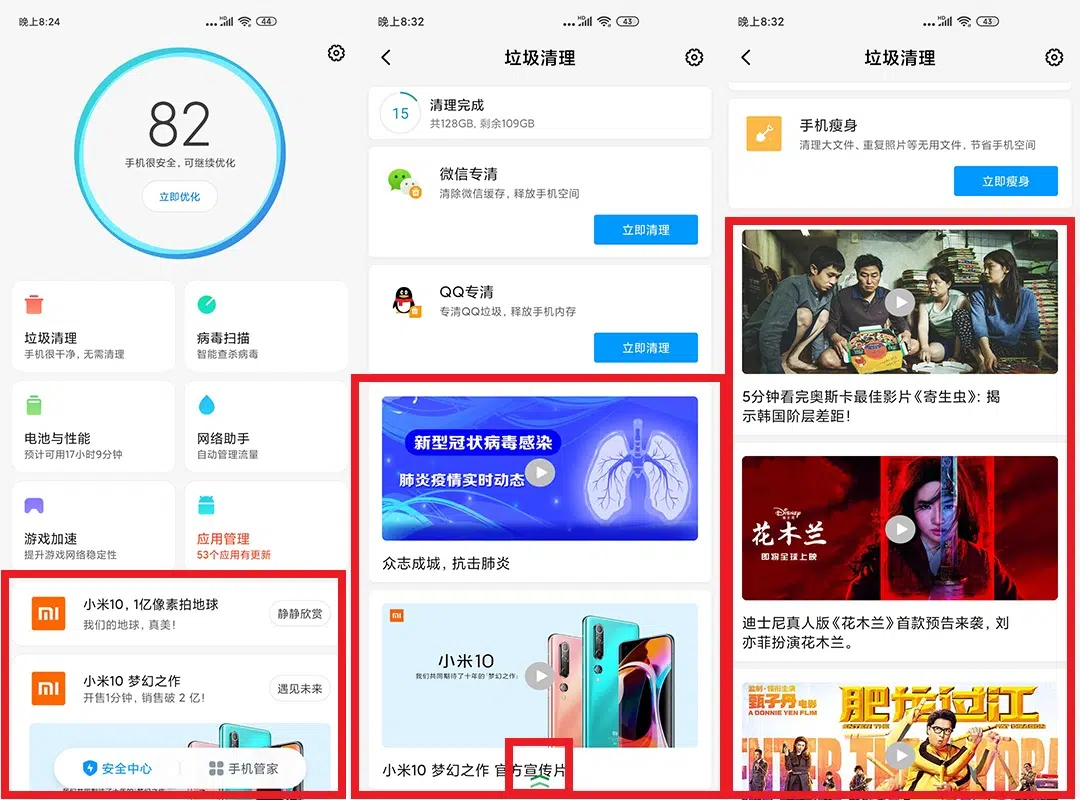 晚上8:24
HD
44
82
手机很安全，可继续优化
立即优化
垃圾清理
手机很干净，无需清理
病毒扫描
智能查杀病毒
电池与性能
预计可用17小时9分钟
网络助手
自动管理流量
游戏加速
提升游戏网络稳定性
应用管理
53个应用有更新
小米10，1亿像素拍地球
我们的地球，真美！
静静欣赏
小米10 梦幻之作
开售1分钟，销售破 2 亿！
遇见未来
安全中心
手机管家
晚上8:32
HD
43
垃圾清理
15
清理完成
共128GB, 剩余109GB
微信专清
清除微信缓存，释放手机空间
立即清理
QQ专清
专清QQ垃圾，释放手机内存
立即清理
新型冠状病毒感染
肺炎疫情实时动态
众志成城，抗击肺炎
小米10
我们共同期待了十年的「梦幻之作」
小米10 梦幻之作 官方宣传片
晚上8:32
HD
43
垃圾清理
手机瘦身
清理大文件、重复照片等无用文件，节省手机空间
立即瘦身
5分钟看完奥斯卡最佳影片《寄生虫》: 揭
示韩国阶层差距！
Disney
花木兰
即将全球上映
迪士尼真人版《花木兰》首款预告来袭，刘
亦菲扮演花木兰。
监制·领衔主演
甄子丹电影
A DONNIE YEN FILM
肥龙过江
ENTER THE FAT DRAGON